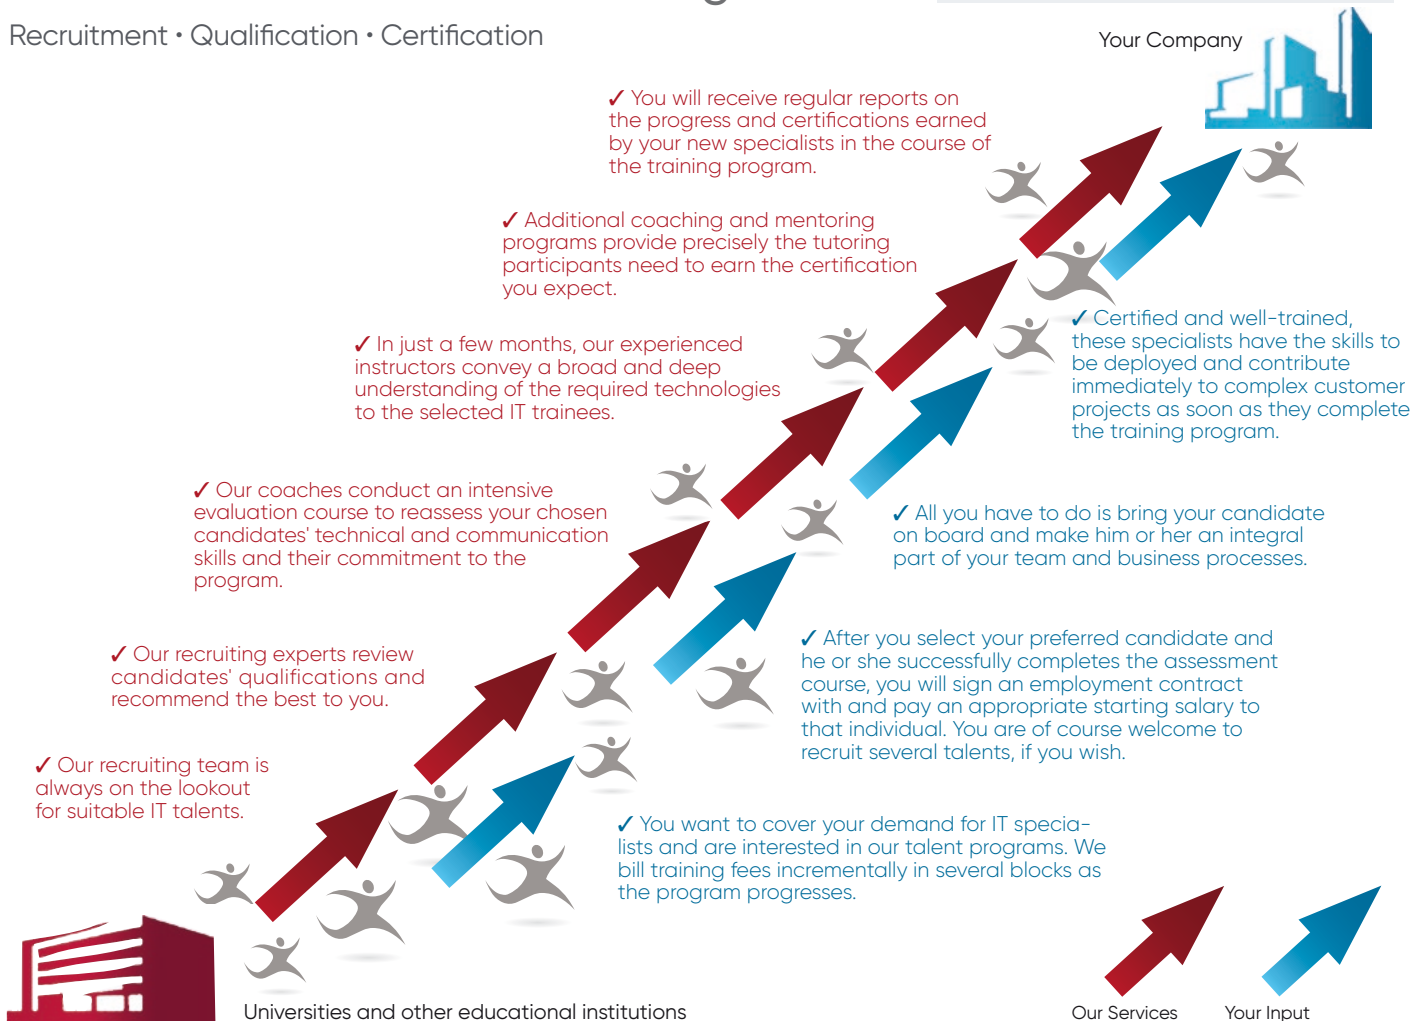 Recruitment · Qualification · Certification
Your Company
✓ You will receive regular reports on
the progress and certifications earned
by your new specialists in the course of
the training program.
✓ Additional coaching and mentoring
programs provide precisely the tutoring
participants need to earn the certification
you expect.
✓ Certified and well-trained,
these specialists have the skills to
be deployed and contribute
immediately to complex customer
projects as soon as they complete
the training program.
✓ In just a few months, our experienced
instructors convey a broad and deep
understanding of the required technologies
to the selected IT trainees.
✓ Our coaches conduct an intensive
evaluation course to reassess your chosen
candidates' technical and communication
skills and their commitment to the
program.
✓ All you have to do is bring your candidate
on board and make him or her an integral
part of your team and business processes.
✓ Our recruiting experts review
candidates' qualifications and
recommend the best to you.
✓ After you select your preferred candidate and
he or she successfully completes the assessment
course, you will sign an employment contract
with and pay an appropriate starting salary to
that individual. You are of course welcome to
recruit several talents, if you wish.
✓ Our recruiting team is
always on the lookout
for suitable IT talents.
✓ You want to cover your demand for IT specia-
lists and are interested in our talent programs. We
bill training fees incrementally in several blocks as
the program progresses.
Universities and other educational institutions
Our Services
Your Input